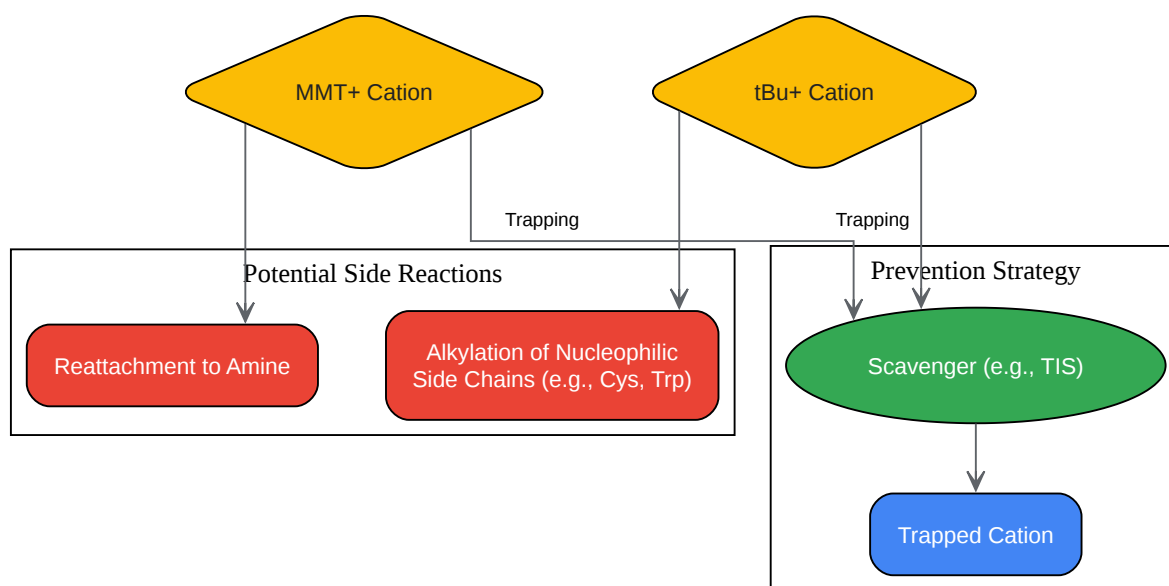 MMT+ Cation
tBu+ Cation
Trapping
Trapping
Potential Side Reactions
Prevention Strategy
Reattachment to Amine
Alkylation of Nucleophilic
Side Chains (e.g., Cys, Trp)
Scavenger (e.g., TIS)
Trapped Cation